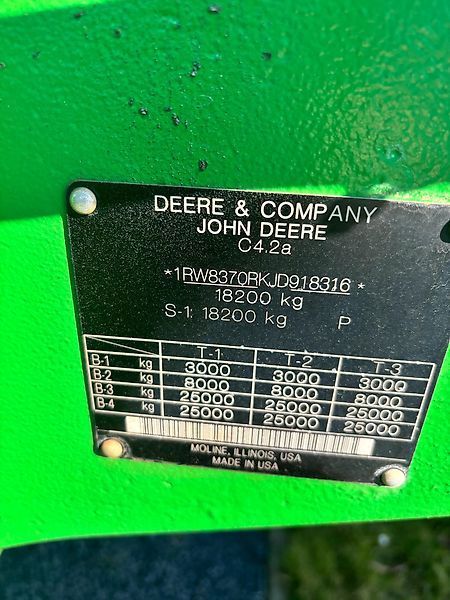 DEERE & COMPANY
JOHN DEERE
C4.2a
*1RW8370RKJD918316*
18200 kg
S-1: 18200 kg P
T-1 T-2 T-3
B-1 kg 3000 3000 3000
B-2 kg 8000 8000 8000
B-3 kg 25000 25000 25000
B-4 kg 25000 25000 25000
MOLINE, ILLINOIS, USA
MADE IN USA